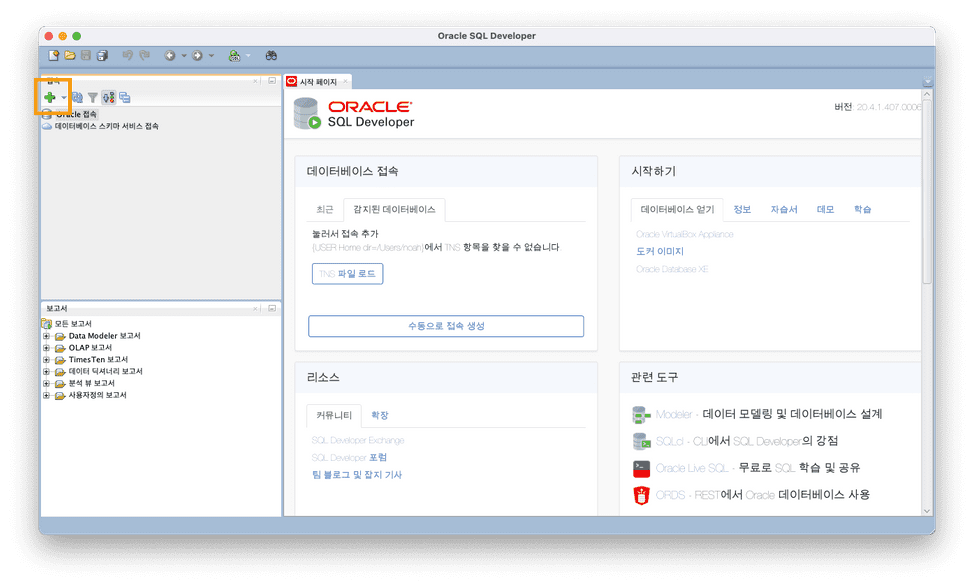 Oracle SQL Developer
접속
Oracle 접속
데이터베이스 스키마 서비스 접속
보고서
모든 보고서
Data Modeler 보고서
OLAP 보고서
TimesTen 보고서
데이터 딕셔너리 보고서
분석 뷰 보고서
사용자정의 보고서
시작 페이지
ORACLE
SQL Developer
버전 20.4.1.407.0006
데이터베이스 접속
최근 감지된 데이터베이스
눌러서 접속 추가
{USER Home dir=/Users/noah}에서 TNS 항목을 찾을 수 없습니다.
TNS 파일 로드
수동으로 접속 생성
시작하기
데이터베이스 얻기 정보 자습서 데모 학습
Oracle VirtualBox Appliance
도커 이미지
Oracle Database XE
리소스
커뮤니티 확장
SQL Developer Exchange
SQL Developer 포럼
팀 블로그 및 잡지 기사
관련 도구
Modeler - 데이터 모델링 및 데이터베이스 설계
SQLcl - CLI에서 SQL Developer의 강점
Oracle Live SQL - 무료로 SQL 학습 및 공유
ORDS - REST에서 Oracle 데이터베이스 사용